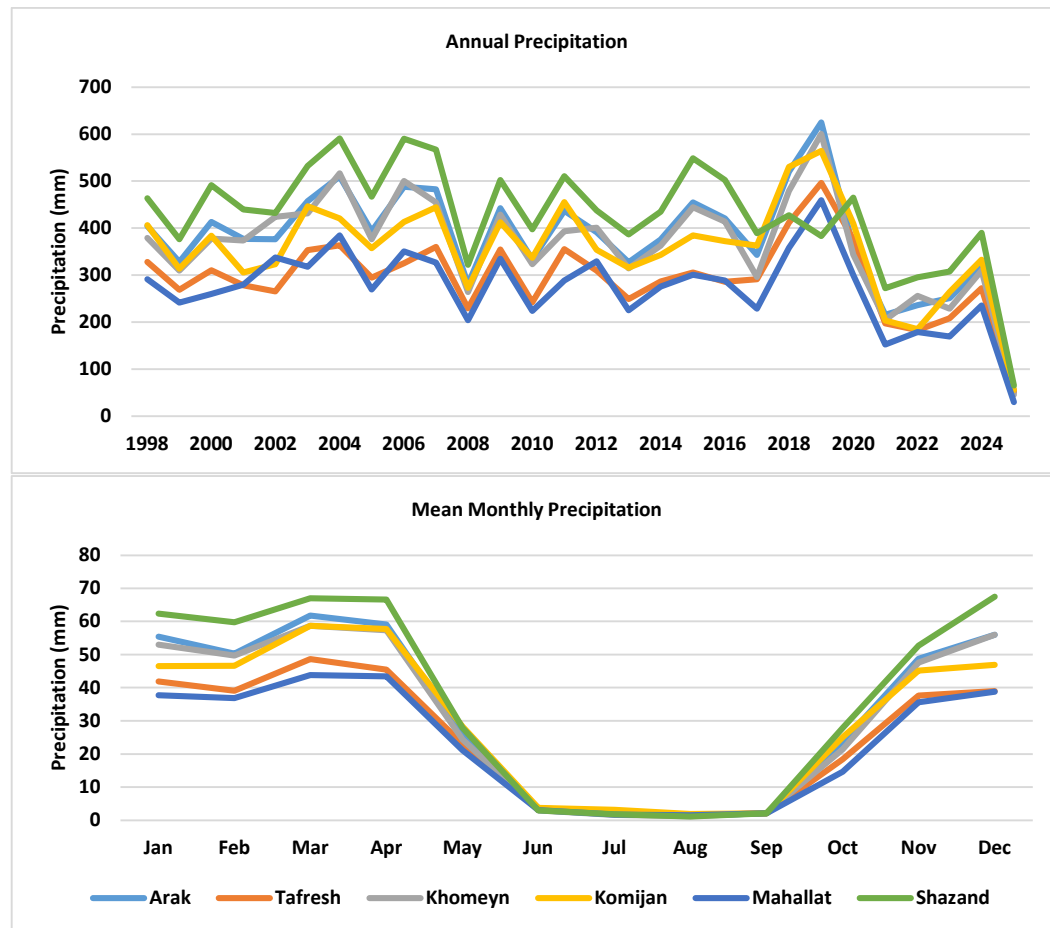 Annual Precipitation
Precipitation (mm)
700
600
500
400
300
200
100
0
1998 2000 2002 2004 2006 2008 2010 2012 2014 2016 2018 2020 2022 2024
Mean Monthly Precipitation
Precipitation (mm)
80
70
60
50
40
30
20
10
0
Jan Feb Mar Apr May Jun Jul Aug Sep Oct Nov Dec
Arak Tafresh Khomeyn Komijan Mahallat Shazand